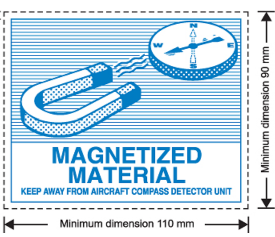 N
W E
S
MAGNETIZED
MATERIAL
KEEP AWAY FROM AIRCRAFT COMPASS DETECTOR UNIT
Minimum dimension 90 mm
Minimum dimension 110 mm